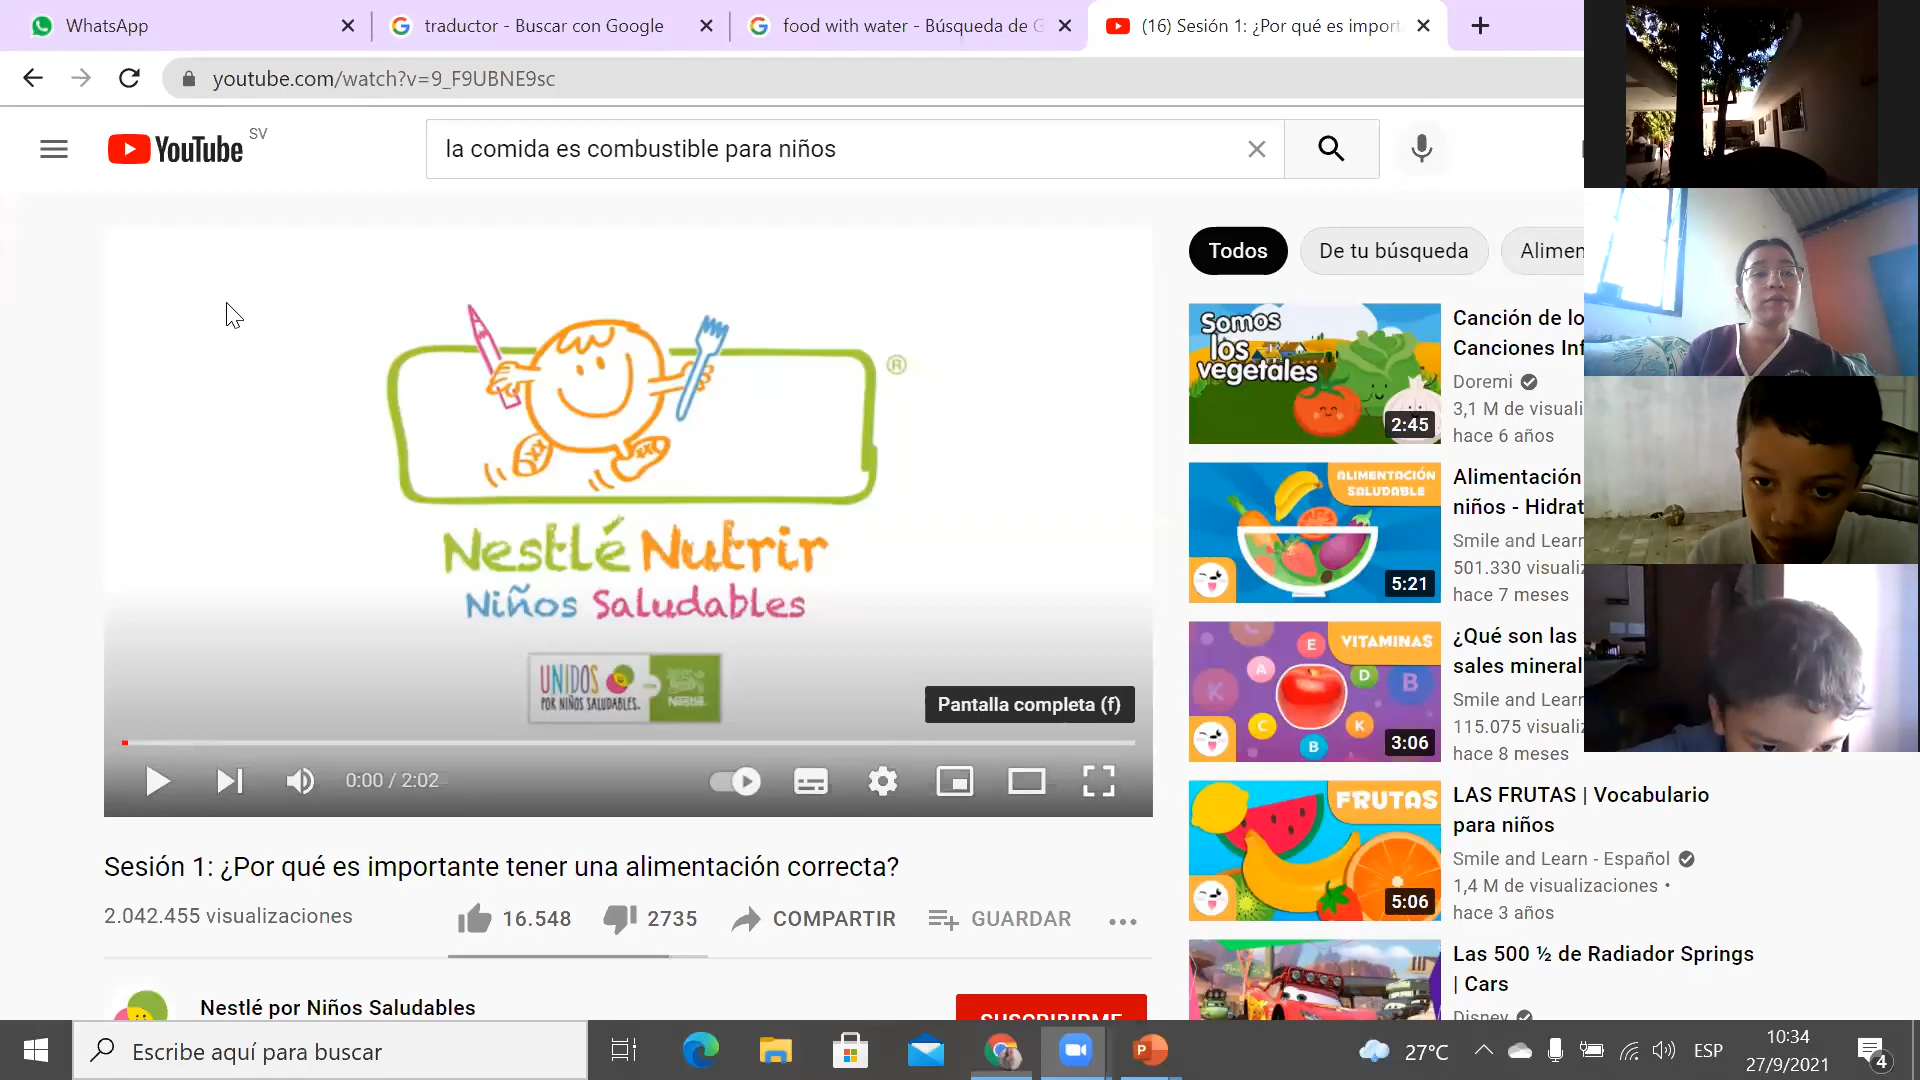 WhatsApp
traductor - Buscar con Google
food with water - Búsqueda de G
(16) Sesión 1: ¿Por qué es import
youtube.com/watch?v=9_F9UBNE9sc
YouTube SV
la comida es combustible para niños
Todos
De tu búsqueda
Alimen
®
Nestlé Nutrir
Niños Saludables
UNIDOS
POR NIÑOS SALUDABLES.
Nestlé
Pantalla completa (f)
0:00 / 2:02
Sesión 1: ¿Por qué es importante tener una alimentación correcta?
2.042.455 visualizaciones
16.548
2735
COMPARTIR
GUARDAR
Nestlé por Niños Saludables
SUSCRIBIRME
Somos
los
vegetales
2:45
Canción de lo
Canciones Inf
Doremi
3,1 M de visuali
hace 6 años
ALIMENTACIÓN
SALUDABLE
5:21
Alimentación
niños - Hidrat
Smile and Learn
501.330 visualiz
hace 7 meses
VITAMINAS
E
A
D
B
K
C
K
B
3:06
¿Qué son las
sales mineral
Smile and Learn
115.075 visualiz
hace 8 meses
FRUTAS
5:06
LAS FRUTAS | Vocabulario
para niños
Smile and Learn - Español
1,4 M de visualizaciones •
hace 3 años
Las 500 ½ de Radiador Springs
| Cars
Disney
Escribe aquí para buscar
27°C
ESP
10:34
27/9/2021
4